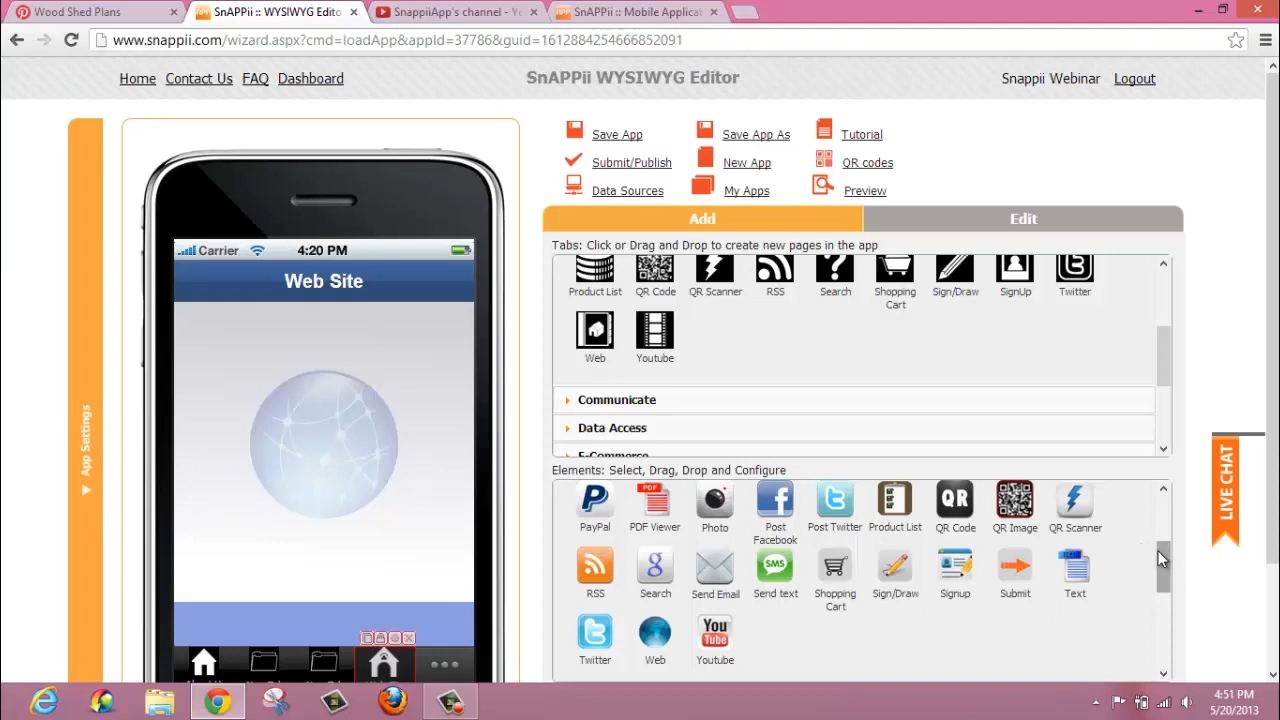 Wood Shed Plans
SnAPPii :: WYSIWYG Edito
SnappiiApp's channel - Yo
SnAPPii :: Mobile Applicat
www.snappii.com/wizard.aspx?cmd=loadApp&appId=37786&guid=1612884254666852091
Home Contact Us FAQ Dashboard
SnAPPii WYSIWYG Editor
Snappii Webinar Logout
Save App Save App As Tutorial
Submit/Publish New App QR codes
Data Sources My Apps Preview
Add Edit
Tabs: Click or Drag and Drop to create new pages in the app
Product List QR Code QR Scanner RSS Search Shopping Cart Sign/Draw SignUp Twitter
Web Youtube
Communicate
Data Access
E-Commerce
Elements: Select, Drag, Drop and Configure
PayPal PDF Viewer Photo Post Facebook Post Twitter Product List QR Code QR Image QR Scanner
RSS Search Send Email Send text Shopping Cart Sign/Draw Signup Submit Text
Twitter Web Youtube
App Settings
Carrier 4:20 PM
Web Site
LIVE CHAT
4:51 PM
5/20/2013